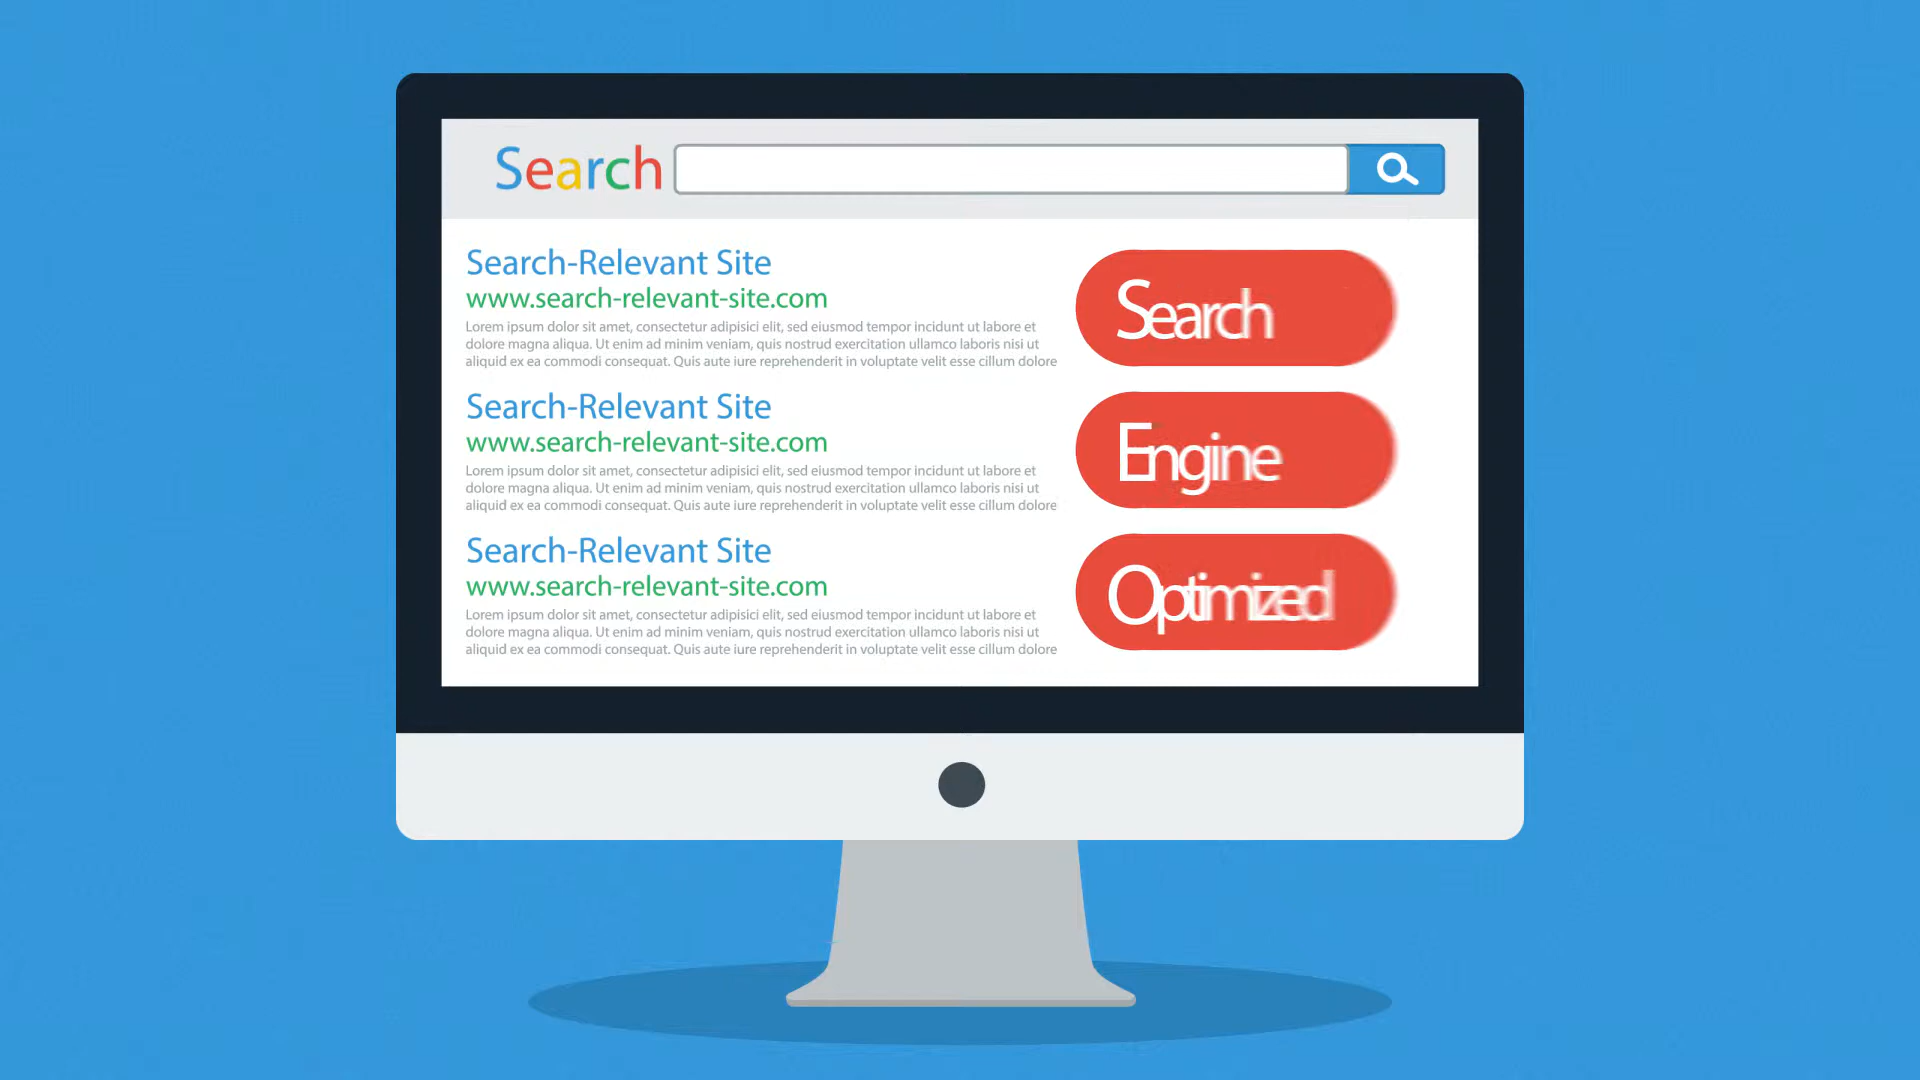 Search
Search-Relevant Site
www.search-relevant-site.com
Lorem ipsum dolor sit amet, consectetur adipisici elit, sed eiusmod tempor incidunt ut labore et
dolore magna aliqua. Ut enim ad minim veniam, quis nostrud exercitation ullamco laboris nisi ut
aliquid ex ea commodi consequat. Quis aute iure reprehenderit in voluptate velit esse cillum dolore
Search-Relevant Site
www.search-relevant-site.com
Lorem ipsum dolor sit amet, consectetur adipisici elit, sed eiusmod tempor incidunt ut labore et
dolore magna aliqua. Ut enim ad minim veniam, quis nostrud exercitation ullamco laboris nisi ut
aliquid ex ea commodi consequat. Quis aute iure reprehenderit in voluptate velit esse cillum dolore
Search-Relevant Site
www.search-relevant-site.com
Lorem ipsum dolor sit amet, consectetur adipisici elit, sed eiusmod tempor incidunt ut labore et
dolore magna aliqua. Ut enim ad minim veniam, quis nostrud exercitation ullamco laboris nisi ut
aliquid ex ea commodi consequat. Quis aute iure reprehenderit in voluptate velit esse cillum dolore
Search
Engine
Optimized